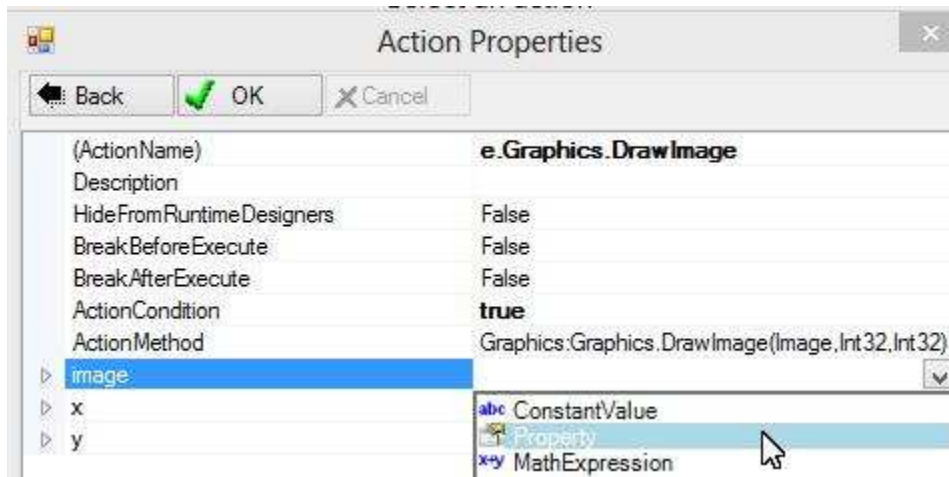 Action Properties
Back OK Cancel
(ActionName) e.Graphics.DrawImage
Description
HideFromRuntimeDesigners False
BreakBeforeExecute False
BreakAfterExecute False
ActionCondition true
ActionMethod Graphics:Graphics.DrawImage(Image,Int32,Int32)
image
x abc ConstantValue
y Property
x+y MathExpression